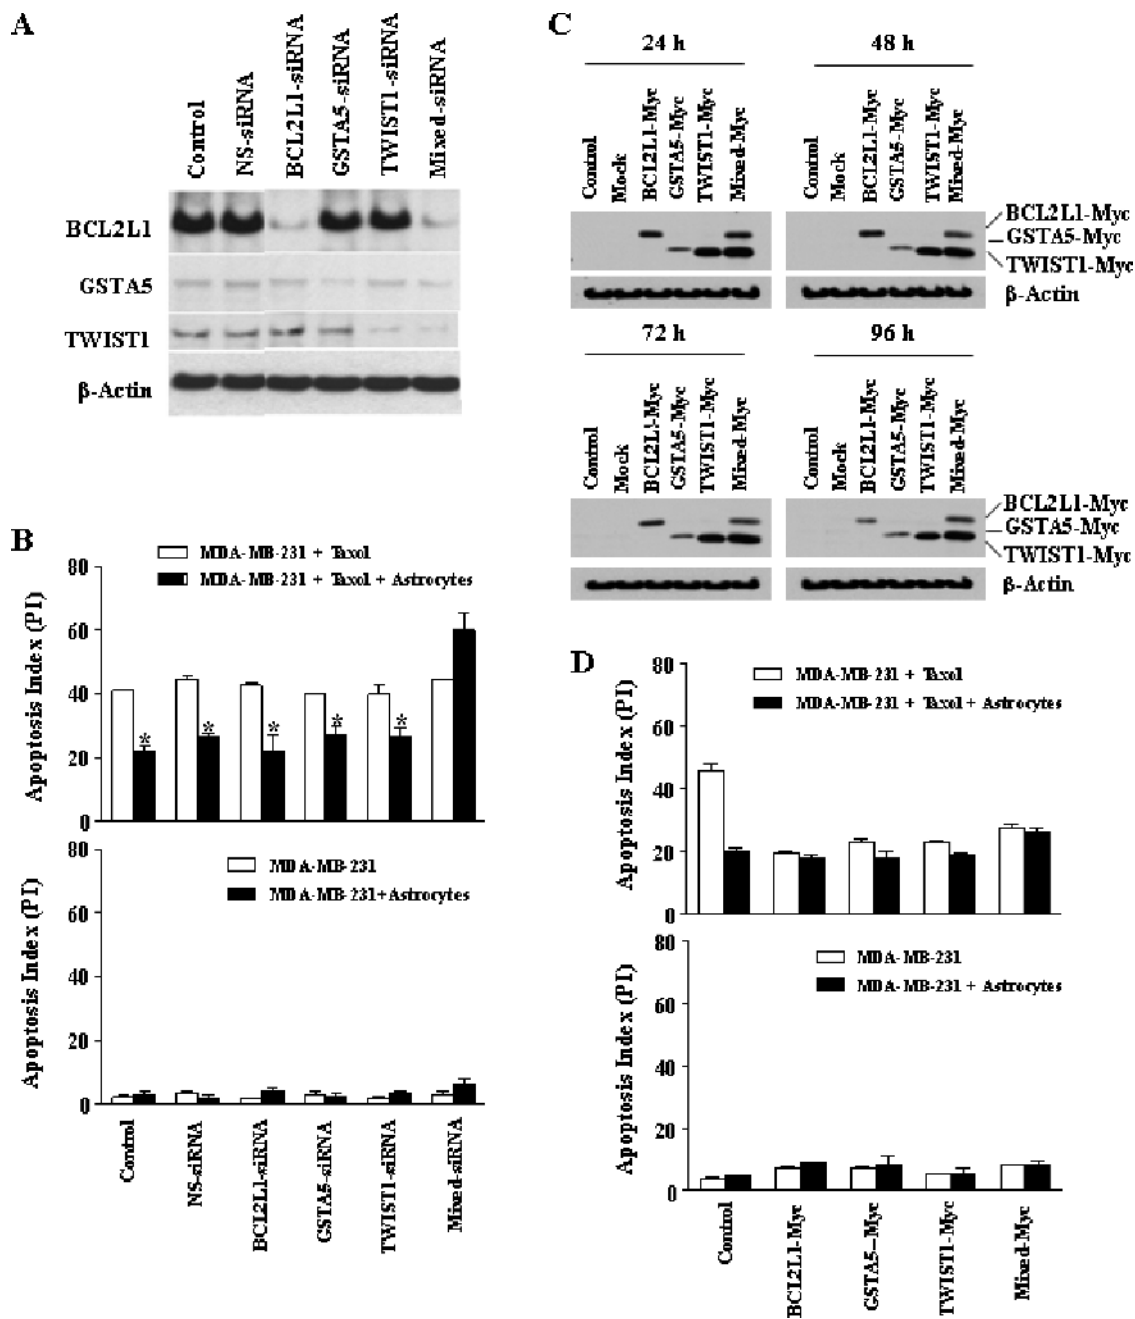 A
Control
NS-siRNA
BCL2L1-siRNA
GSTA5-siRNA
TWIST1-siRNA
Mixed-siRNA
BCL2L1
GSTA5
TWIST1
β-Actin
B
MDA-MB-231 + Taxol
MDA-MB-231 + Taxol + Astrocytes
Apoptosis Index (PI)
80
60
40
20
0
* * * * *
MDA-MB-231
MDA-MB-231+Astrocytes
Apoptosis Index (PI)
80
60
40
20
0
Control
NS-siRNA
BCL2L1-siRNA
GSTA5-siRNA
TWIST1-siRNA
Mixed-siRNA
C
24 h
Control
Mock
BCL2L1-Myc
GSTA5-Myc
TWIST1-Myc
Mixed-Myc
48 h
Control
Mock
BCL2L1-Myc
GSTA5-Myc
TWIST1-Myc
Mixed-Myc
BCL2L1-Myc
GSTA5-Myc
TWIST1-Myc
β-Actin
72 h
Control
Mock
BCL2L1-Myc
GSTA5-Myc
TWIST1-Myc
Mixed-Myc
96 h
Control
Mock
BCL2L1-Myc
GSTA5-Myc
TWIST1-Myc
Mixed-Myc
BCL2L1-Myc
GSTA5-Myc
TWIST1-Myc
β-Actin
D
MDA-MB-231 + Taxol
MDA-MB-231 + Taxol + Astrocytes
Apoptosis Index (PI)
80
60
40
20
0
MDA-MB-231
MDA-MB-231 + Astrocytes
Apoptosis Index (PI)
80
60
40
20
0
Control
BCL2L1-Myc
GSTA5–Myc
TWIST1-Myc
Mixed-Myc